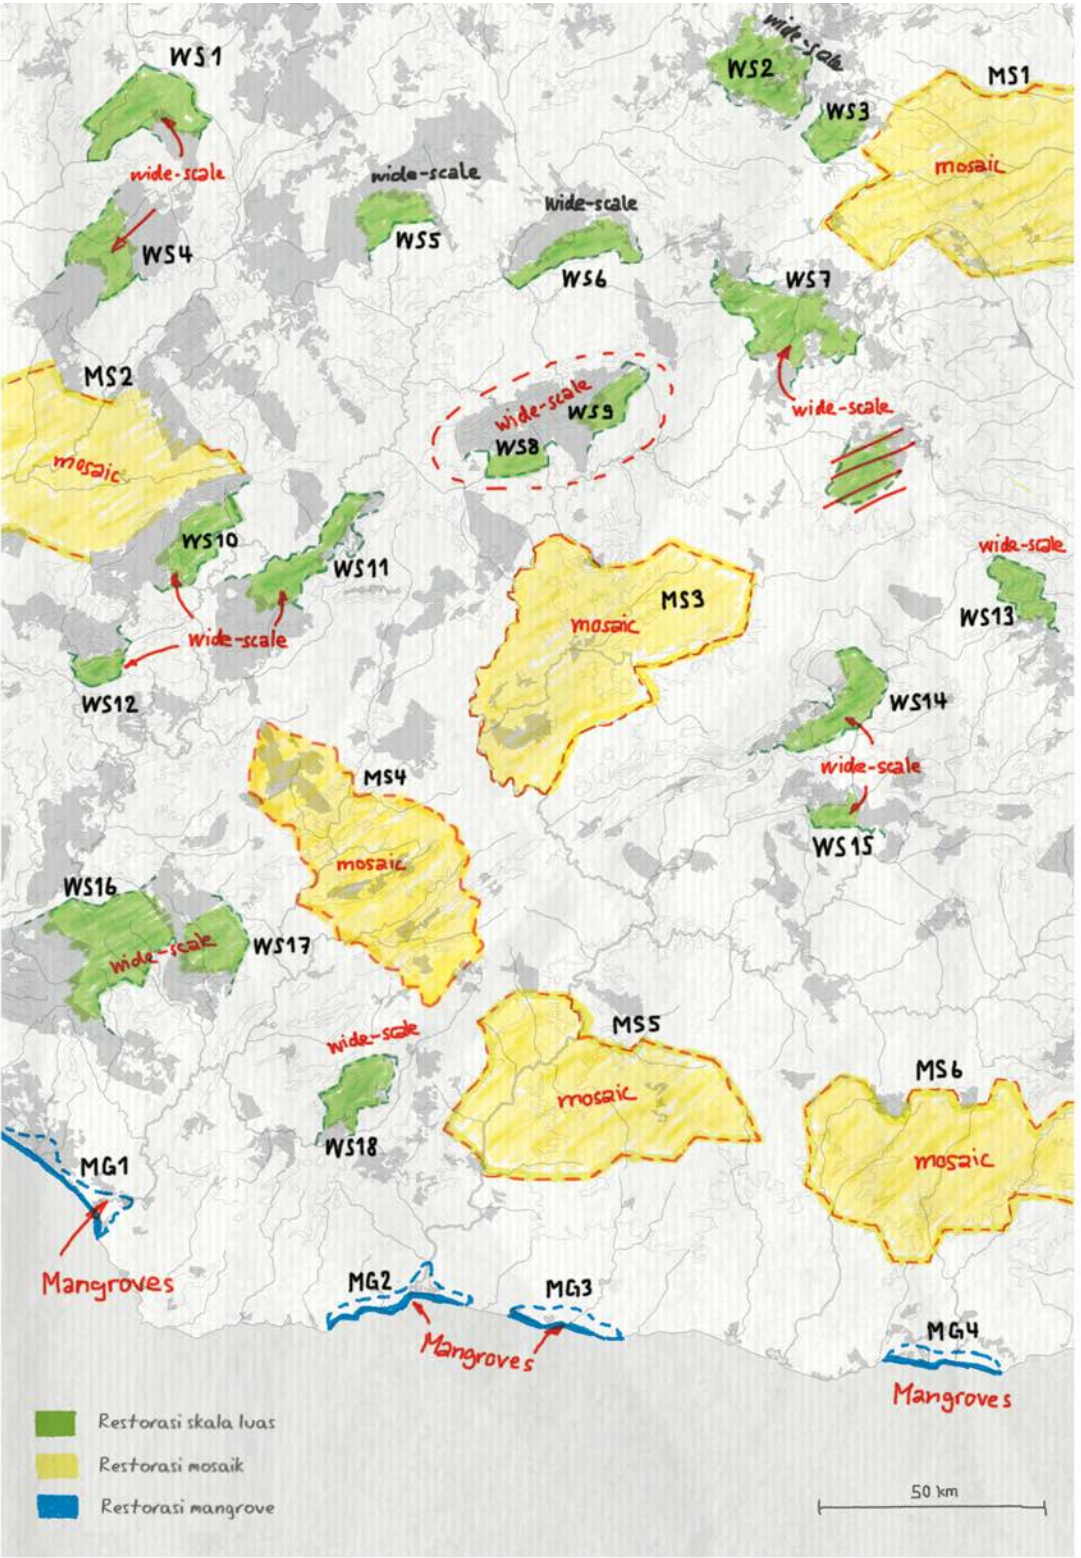 WS1
wide-scale
WS2
WS3
MS1
mosaic
wide-scale
WS4
wide-scale
WS5
wide-scale
WS6
WS7
wide-scale
MS2
mosaic
wide-scale
WS9
WS8
WS10
WS11
wide-scale
WS12
MS3
mosaic
wide-scale
WS13
WS14
wide-scale
WS15
MS4
mosaic
WS16
wide-scale
WS17
wide-scale
WS18
MS5
mosaic
MS6
mosaic
MG1
Mangroves
MG2
Mangroves
MG3
MG4
Mangroves
Restorasi skala luas
Restorasi mosaik
Restorasi mangrove
50 km